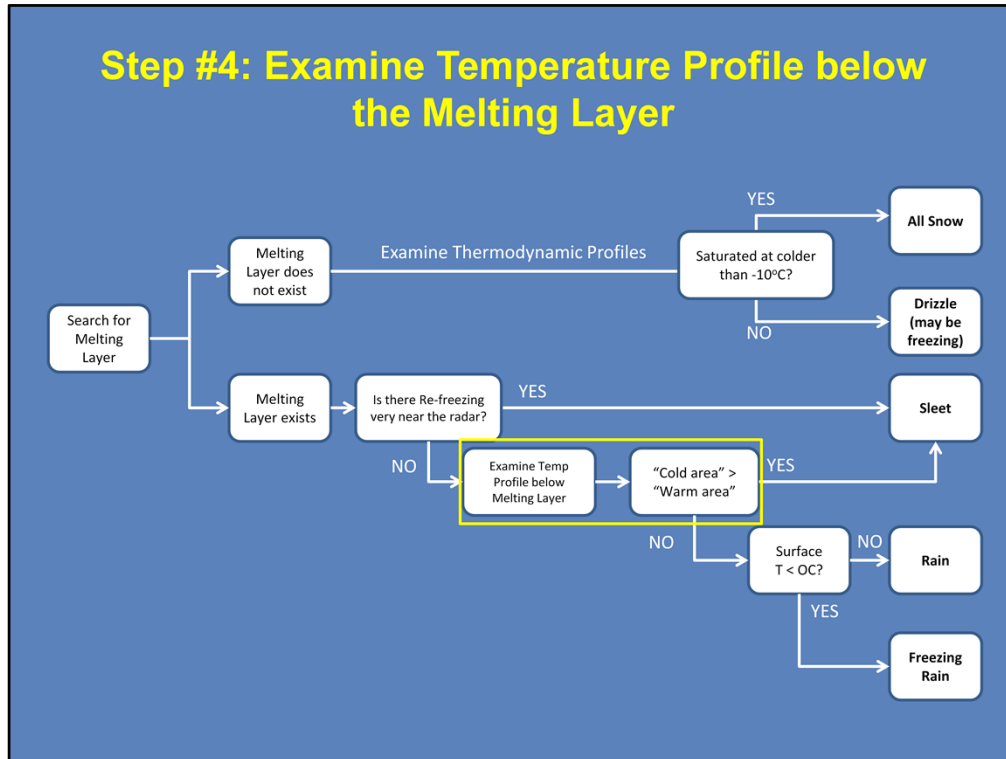 Step #4: Examine Temperature Profile below
the Melting Layer
YES
All Snow
Melting
Layer does
not exist
Examine Thermodynamic Profiles
Saturated at colder
than -10°C?
NO
Drizzle
(may be
freezing)
Search for
Melting
Layer
Melting
Layer exists
Is there Re-freezing
very near the radar?
YES
Sleet
NO
Examine Temp
Profile below
Melting Layer
“Cold area” >
“Warm area”
YES
NO
Surface
T < OC?
NO
Rain
YES
Freezing
Rain